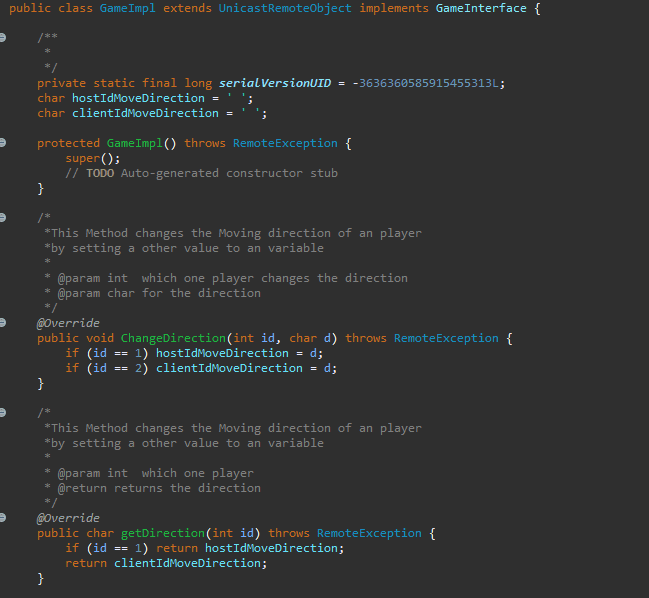 public class GameImpl extends UnicastRemoteObject implements GameInterface {
/**
*
*/
private static final long serialVersionUID = -3636360585915455313L;
char hostIdMoveDirection = ' ';
char clientIdMoveDirection = ' ';
protected GameImpl() throws RemoteException {
super();
// TODO Auto-generated constructor stub
}
/*
*This Method changes the Moving direction of an player
*by setting a other value to an variable
*
* @param int  which one player changes the direction
* @param char for the direction
*/
@Override
public void ChangeDirection(int id, char d) throws RemoteException {
if (id == 1) hostIdMoveDirection = d;
if (id == 2) clientIdMoveDirection = d;
}
/*
*This Method changes the Moving direction of an player
*by setting a other value to an variable
*
* @param int  which one player
* @return returns the direction
*/
@Override
public char getDirection(int id) throws RemoteException {
if (id == 1) return hostIdMoveDirection;
return clientIdMoveDirection;
}